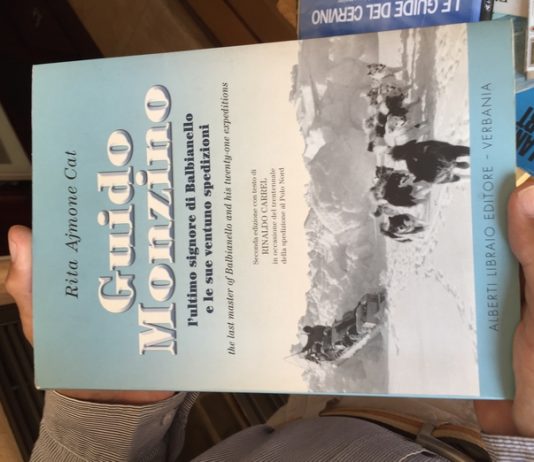 Rita Ajmone Cat
Guido
Monzino
l'ultimo signore di Balbianello
e le sue ventuno spedizioni
the last master of Balbianello and his twenty-one expeditions
Seconda edizione con testo di
RINALDO CARREL
in occasione del trentennale
della spedizione al Polo Nord
ALBERTI LIBRAIO EDITORE - VERBANIA
LE GUIDE DEL CERVINO